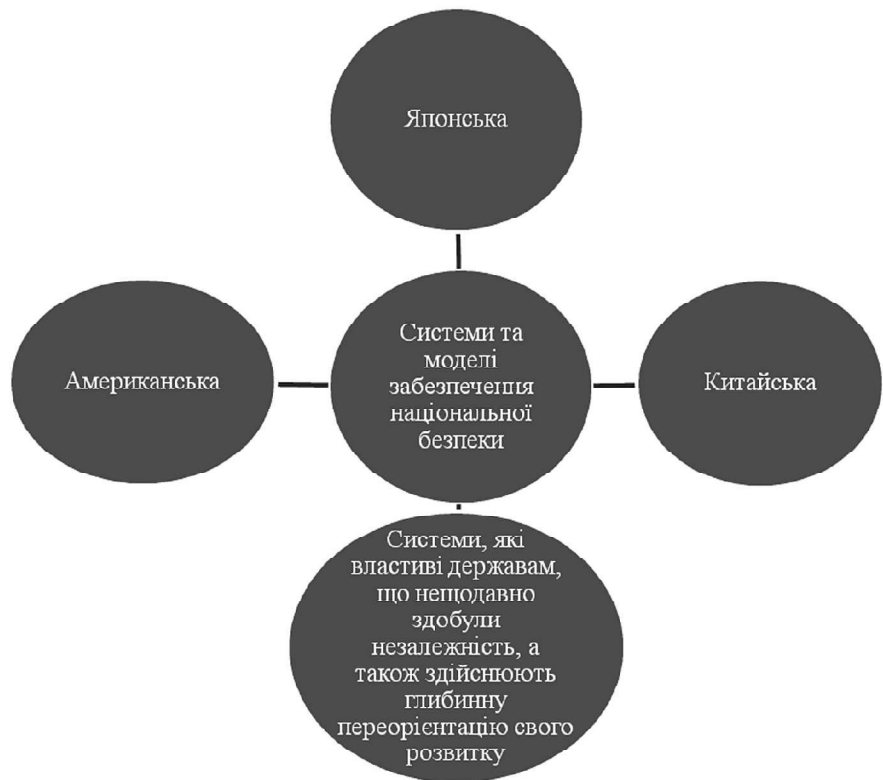 Японська
Американська
Системи та
моделі
забезпечення
національної
безпеки
Китайська
Системи, які
властиві державам,
що нещодавно
здобули
незалежність, а
також здійснюють
глибинну
переорієнтацію свого
розвитку